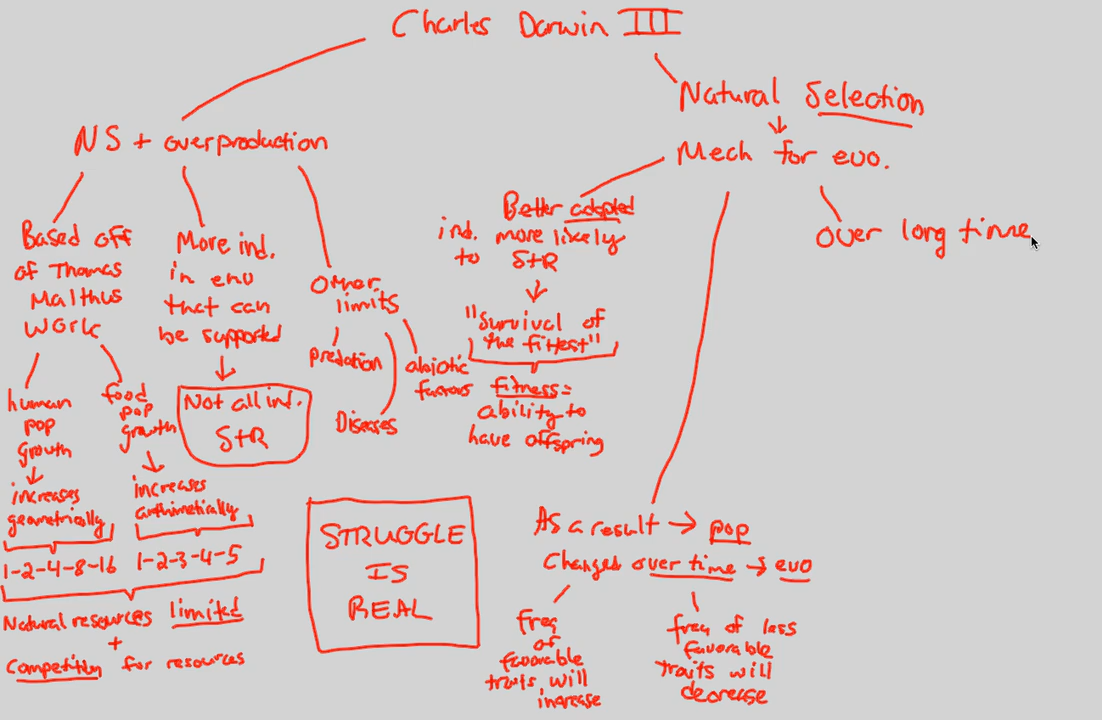 Charles Darwin III
NS + overproduction
Based off
of Thomas
Malthus
work
human
pop
growth
increases
geometrically
1-2-4-8-16
food
pop
growth
increases
arthimetically
1-2-3-4-5
Natural resources limited
+
Competition for resources
More ind.
in env
that can
be supported
Not all ind.
S+R
Other
limits
predation
Diseases
abiotic
factors
STRUGGLE
IS
REAL
Natural Selection
Mech for evo.
Better adapted
ind. more likely
to S+R
"Survival of
the fittest"
fitness=
ability to
have offspring
As a result → pop
Changed over time → evo
Freq
of
favorable
traits will
increase
freq of less
favorable
traits will
decrease
over long time